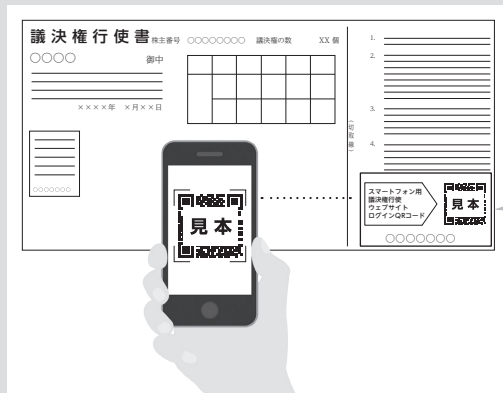 議決権行使書 株主番号 ○○○○○○○○ 議決権の数 XX 個
○○○○ 御中
××××年 ×月××日
○○○○○○○
見本
(切取線)
1.
2.
3.
4.
スマートフォン用
議決権行使
ウェブサイト
ログインQRコード
見本
○○○○○○○